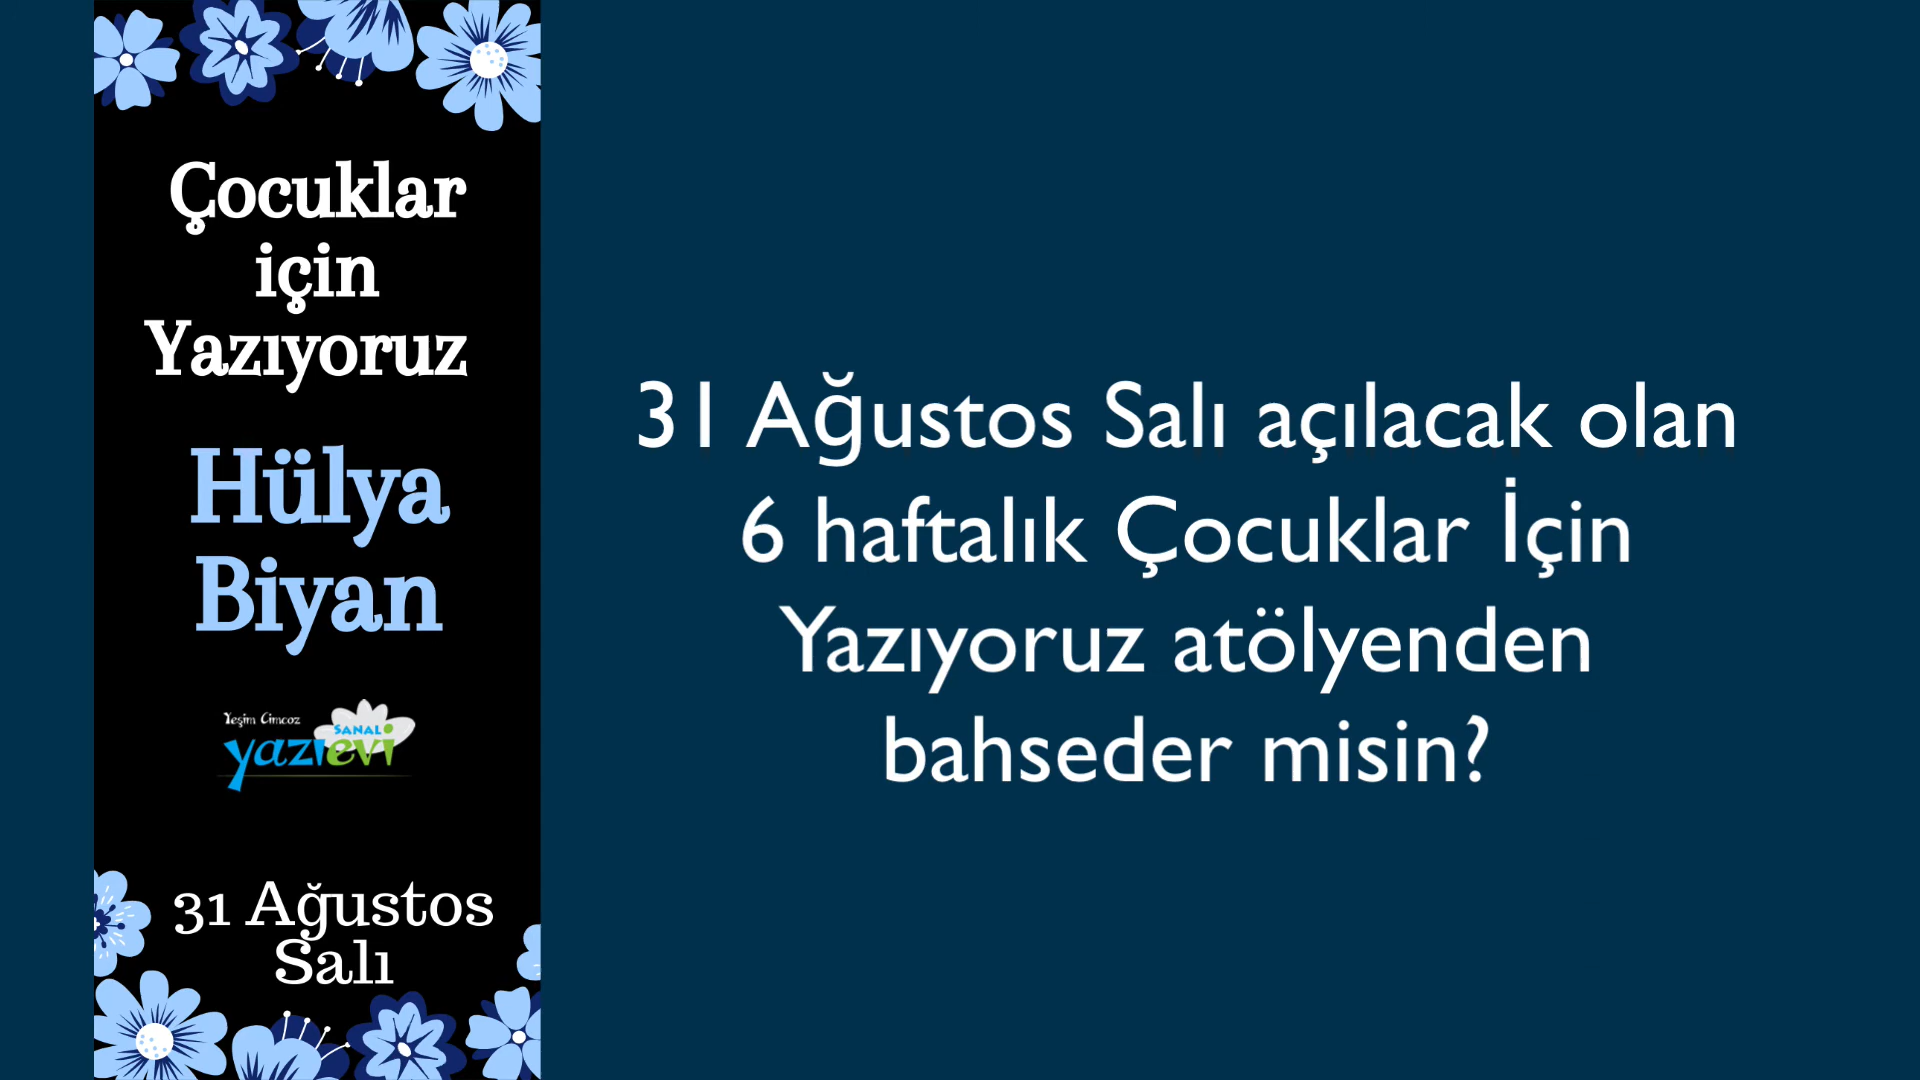 Çocuklar
için
Yazıyoruz
Hülya
Biyan
Yeşim Cimcoz
SANAL
yazıevi
31 Ağustos
Salı
31 Ağustos Salı açılacak olan
6 haftalık Çocuklar İçin
Yazıyoruz atölyenden
bahseder misin?